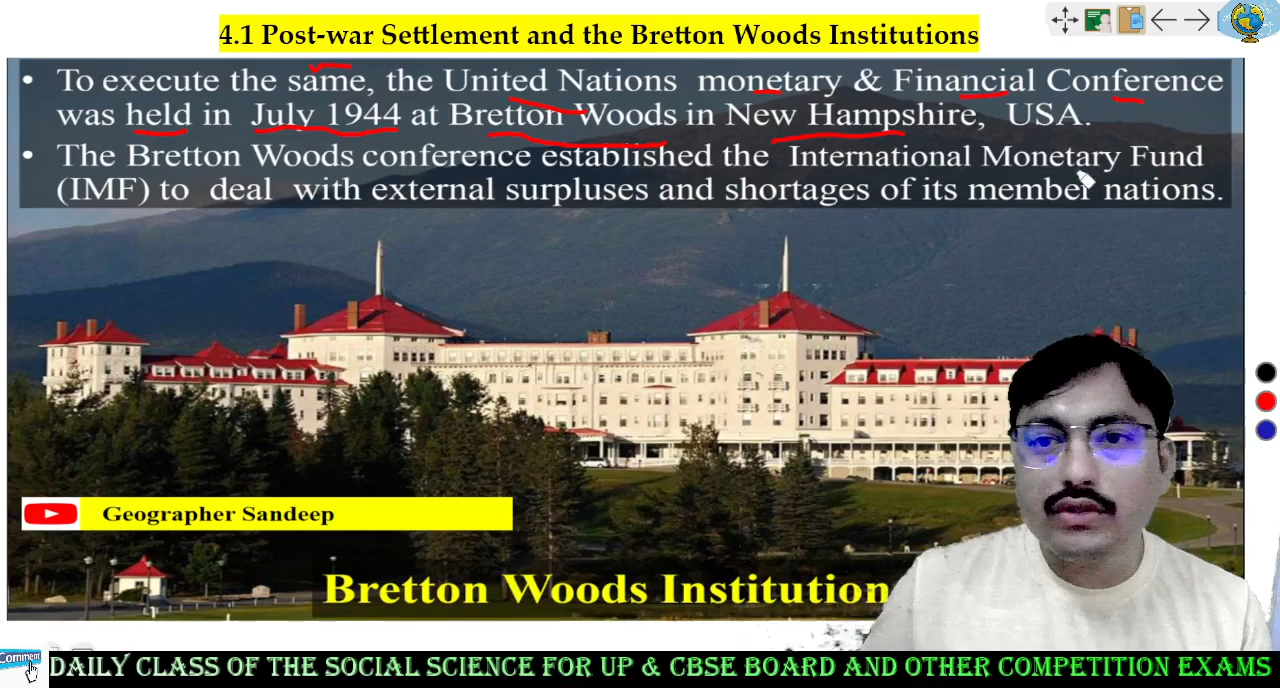 4.1 Post-war Settlement and the Bretton Woods Institutions
• To execute the same, the United Nations monetary & Financial Conference
was held in July 1944 at Bretton Woods in New Hampshire, USA.
• The Bretton Woods conference established the International Monetary Fund
(IMF) to deal with external surpluses and shortages of its member nations.
Geographer Sandeep
Bretton Woods Institution
Comment
DAILY CLASS OF THE SOCIAL SCIENCE FOR UP & CBSE BOARD AND OTHER COMPETITION EXAMS